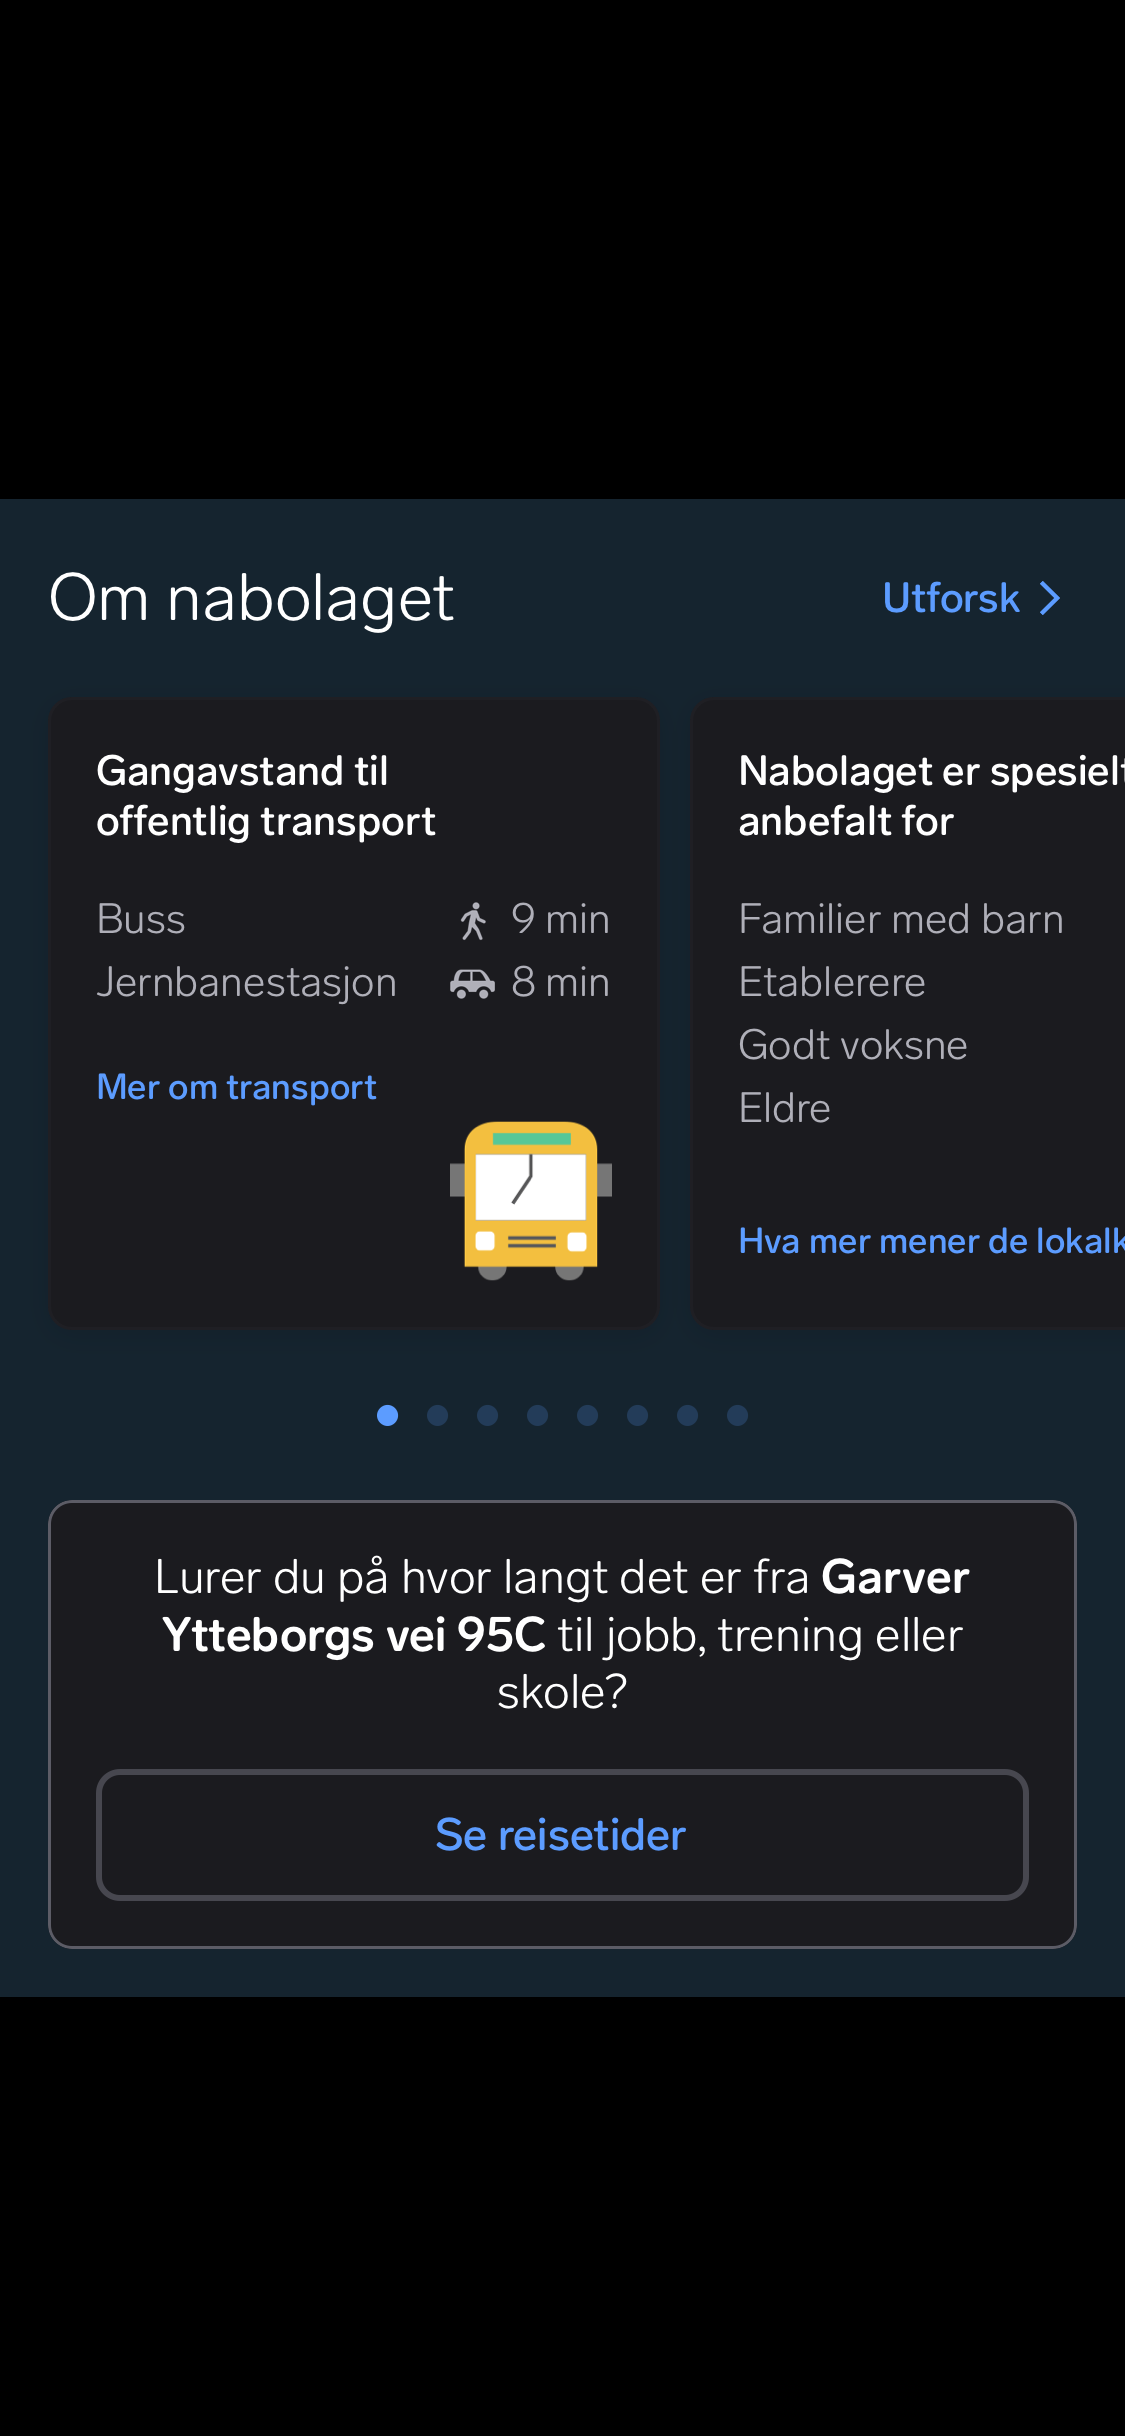 Om nabolaget
Utforsk
Gangavstand til
offentlig transport
Buss 9 min
Jernbanestasjon 8 min
Mer om transport
Nabolaget er spesielt
anbefalt for
Familier med barn
Etablerere
Godt voksne
Eldre
Hva mer mener de lokalk
Lurer du på hvor langt det er fra Garver
Ytteborgs vei 95C til jobb, trening eller
skole?
Se reisetider